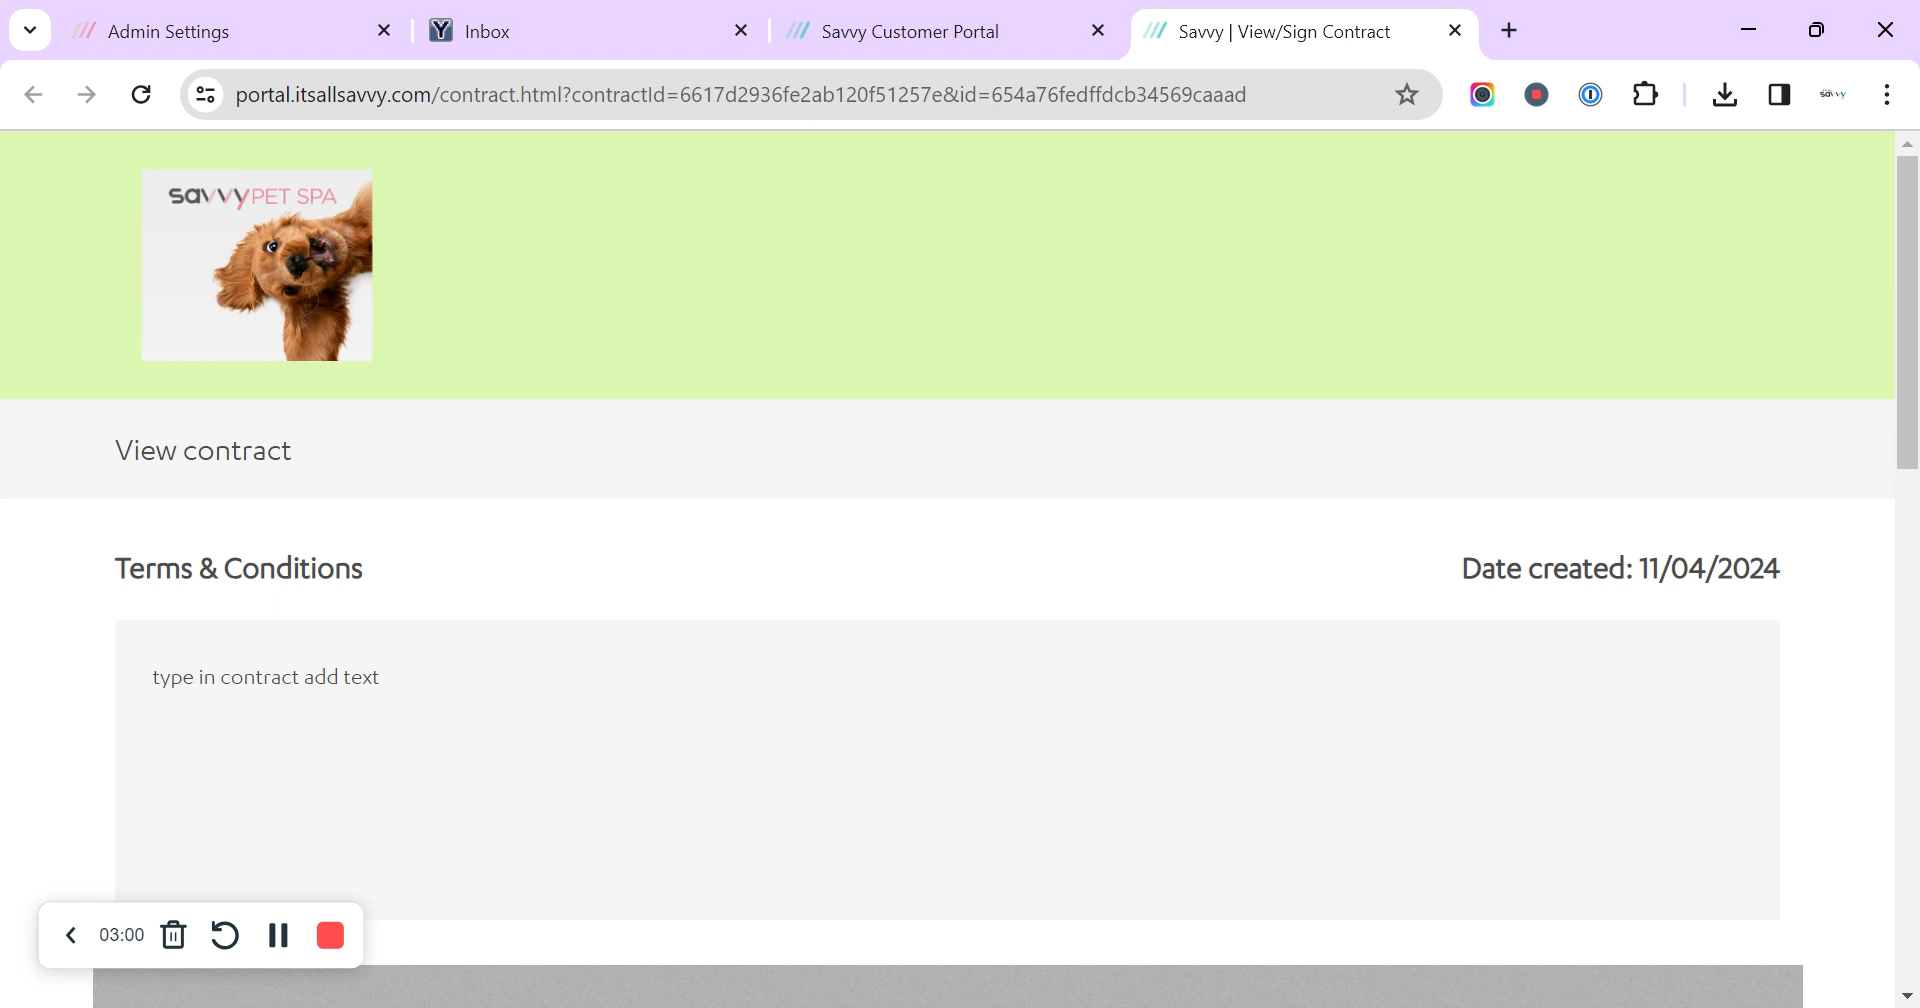 Admin Settings
Inbox
Savvy Customer Portal
Savvy | View/Sign Contract
portal.itsallsavvy.com/contract.html?contractId=6617d2936fe2ab120f51257e&id=654a76fedffdcb34569caaad
savvy
savvy PET SPA
View contract
Terms & Conditions
Date created: 11/04/2024
type in contract add text
03:00